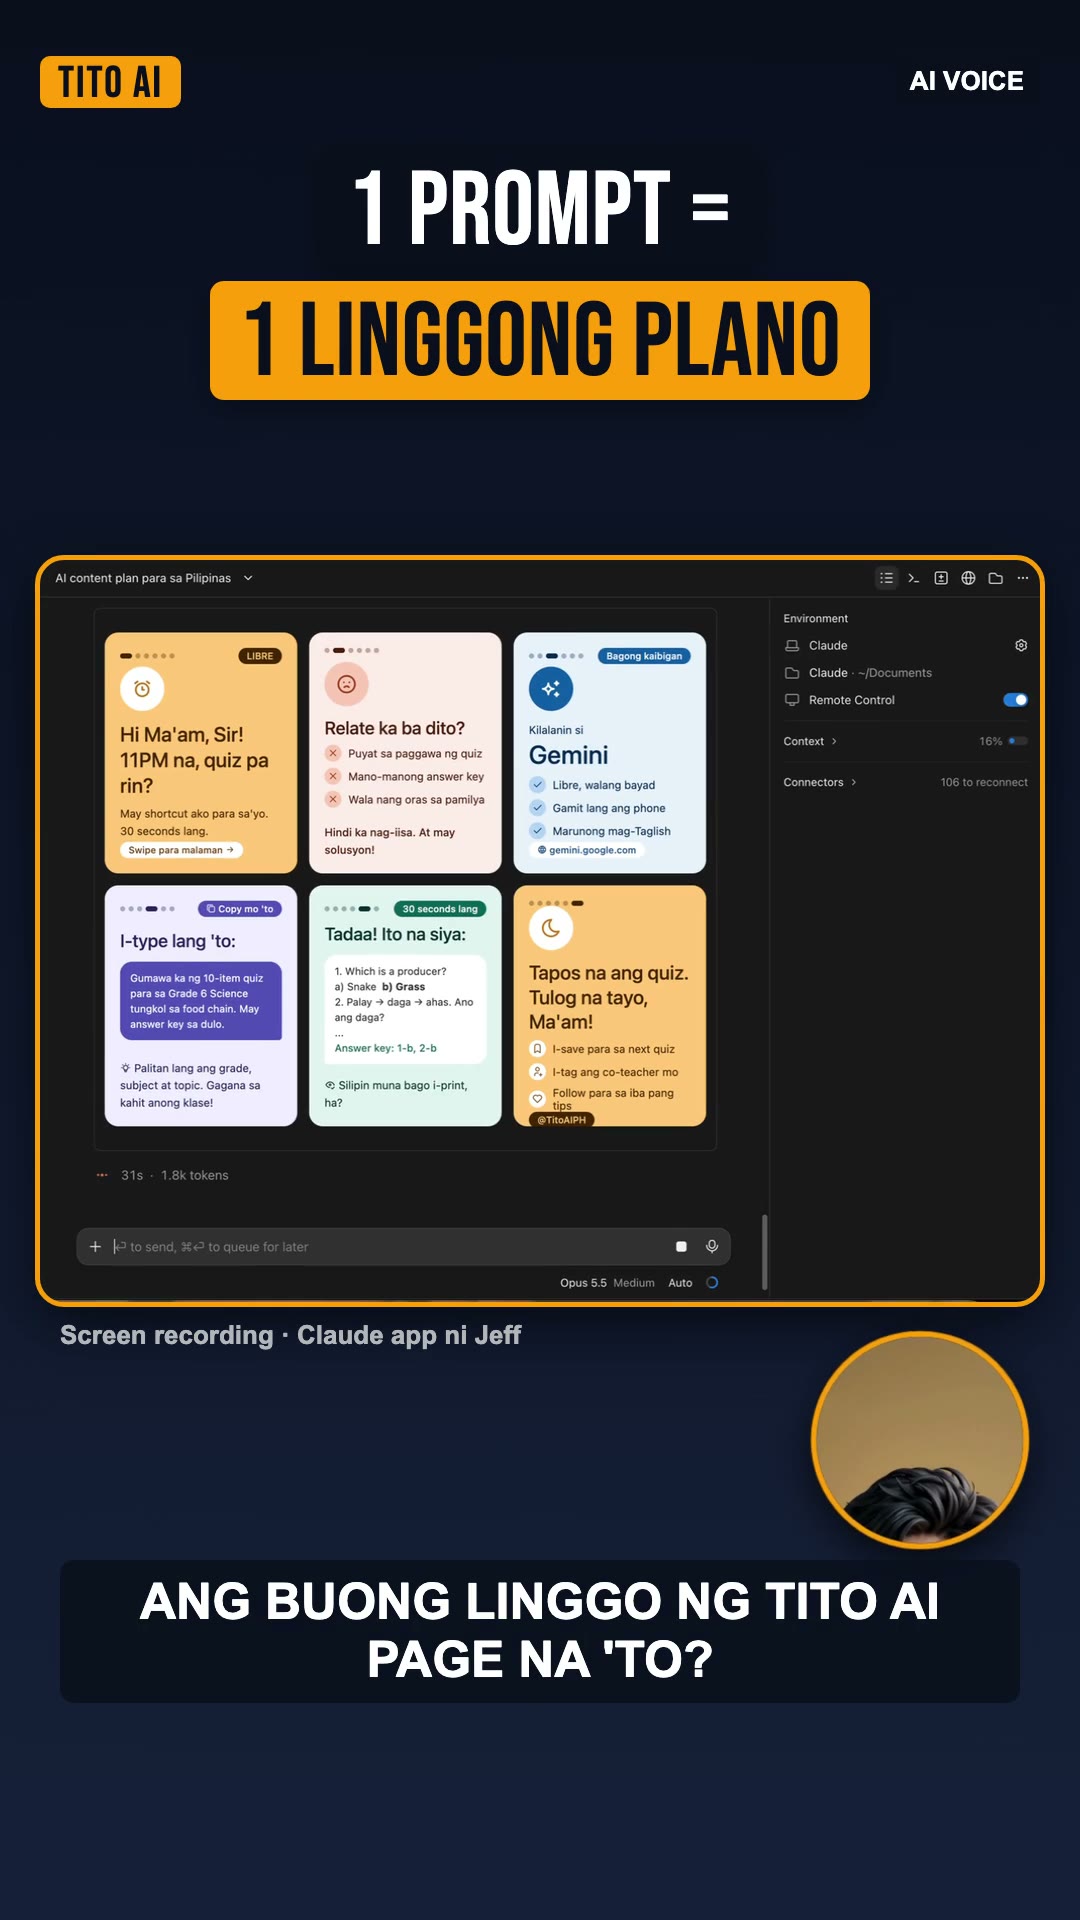 TITO AI
AI VOICE
1 PROMPT =
1 LINGGONG PLANO
AI content plan para sa Pilipinas
LIBRE
Hi Ma'am, Sir!
11PM na, quiz pa
rin?
May shortcut ako para sa'yo.
30 seconds lang.
Swipe para malaman →
Relate ka ba dito?
Puyat sa paggawa ng quiz
Mano-manong answer key
Wala nang oras sa pamilya
Hindi ka nag-iisa. At may
solusyon!
Bagong kaibigan
Kilalanin si
Gemini
Libre, walang bayad
Gamit lang ang phone
Marunong mag-Taglish
gemini.google.com
Copy mo 'to
I-type lang 'to:
Gumawa ka ng 10-item quiz
para sa Grade 6 Science
tungkol sa food chain. May
answer key sa dulo.
Palitan lang ang grade,
subject at topic. Gagana sa
kahit anong klase!
30 seconds lang
Tadaa! Ito na siya:
1. Which is a producer?
a) Snake b) Grass
2. Palay → daga → ahas. Ano
ang daga?
...
Answer key: 1-b, 2-b
Silipin muna bago i-print,
ha?
Tapos na ang quiz.
Tulog na tayo,
Ma'am!
I-save para sa next quiz
I-tag ang co-teacher mo
Follow para sa iba pang
tips
@TitoAIPH
Environment
Claude
Claude · ~/Documents
Remote Control
Context > 16%
Connectors > 106 to reconnect
31s · 1.8k tokens
⏎ to send, ⌘⏎ to queue for later
Opus 5.5 Medium Auto
Screen recording · Claude app ni Jeff
ANG BUONG LINGGO NG TITO AI
PAGE NA 'TO?